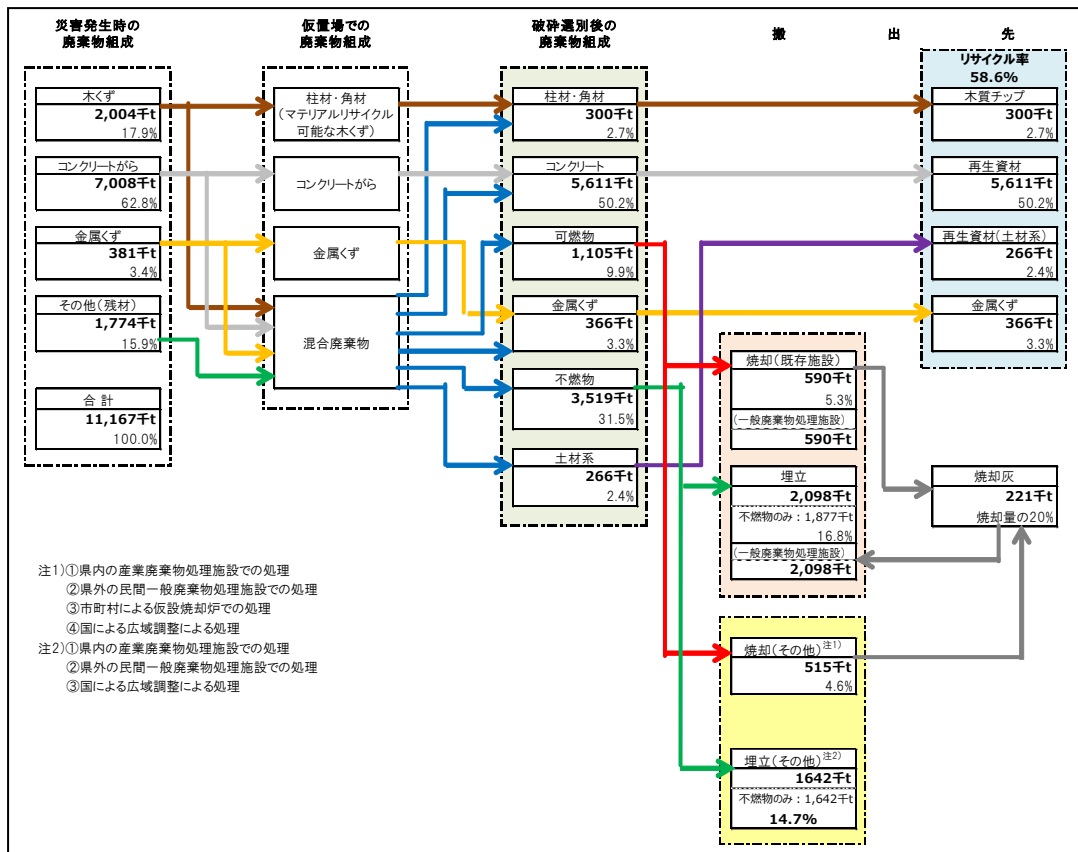 災害発生時の
廃棄物組成
木くず
2,004千t
17.9%
コンクリートがら
7,008千t
62.8%
金属くず
381千t
3.4%
その他(残材)
1,774千t
15.9%
合 計
11,167千t
100.0%
仮置場での
廃棄物組成
柱材・角材
(マテリアルリサイクル
可能な木くず)
コンクリートがら
金属くず
混合廃棄物
破砕選別後の
廃棄物組成
柱材・角材
300千t
2.7%
コンクリート
5,611千t
50.2%
可燃物
1,105千t
9.9%
金属くず
366千t
3.3%
不燃物
3,519千t
31.5%
土材系
266千t
2.4%
搬 出 先
リサイクル率
58.6%
木質チップ
300千t
2.7%
再生資材
5,611千t
50.2%
再生資材(土材系)
266千t
2.4%
金属くず
366千t
3.3%
焼却(既存施設)
590千t
5.3%
(一般廃棄物処理施設)
590千t
埋立
2,098千t
不燃物のみ:1,877千t
16.8%
(一般廃棄物処理施設)
2,098千t
焼却灰
221千t
焼却量の20%
焼却(その他)注1)
515千t
4.6%
埋立(その他)注2)
1642千t
不燃物のみ:1,642千t
14.7%
注1)①県内の産業廃棄物処理施設での処理
②県外の民間一般廃棄物処理施設での処理
③市町村による仮設焼却炉での処理
④国による広域調整による処理
注2)①県内の産業廃棄物処理施設での処理
②県外の民間一般廃棄物処理施設での処理
③国による広域調整による処理